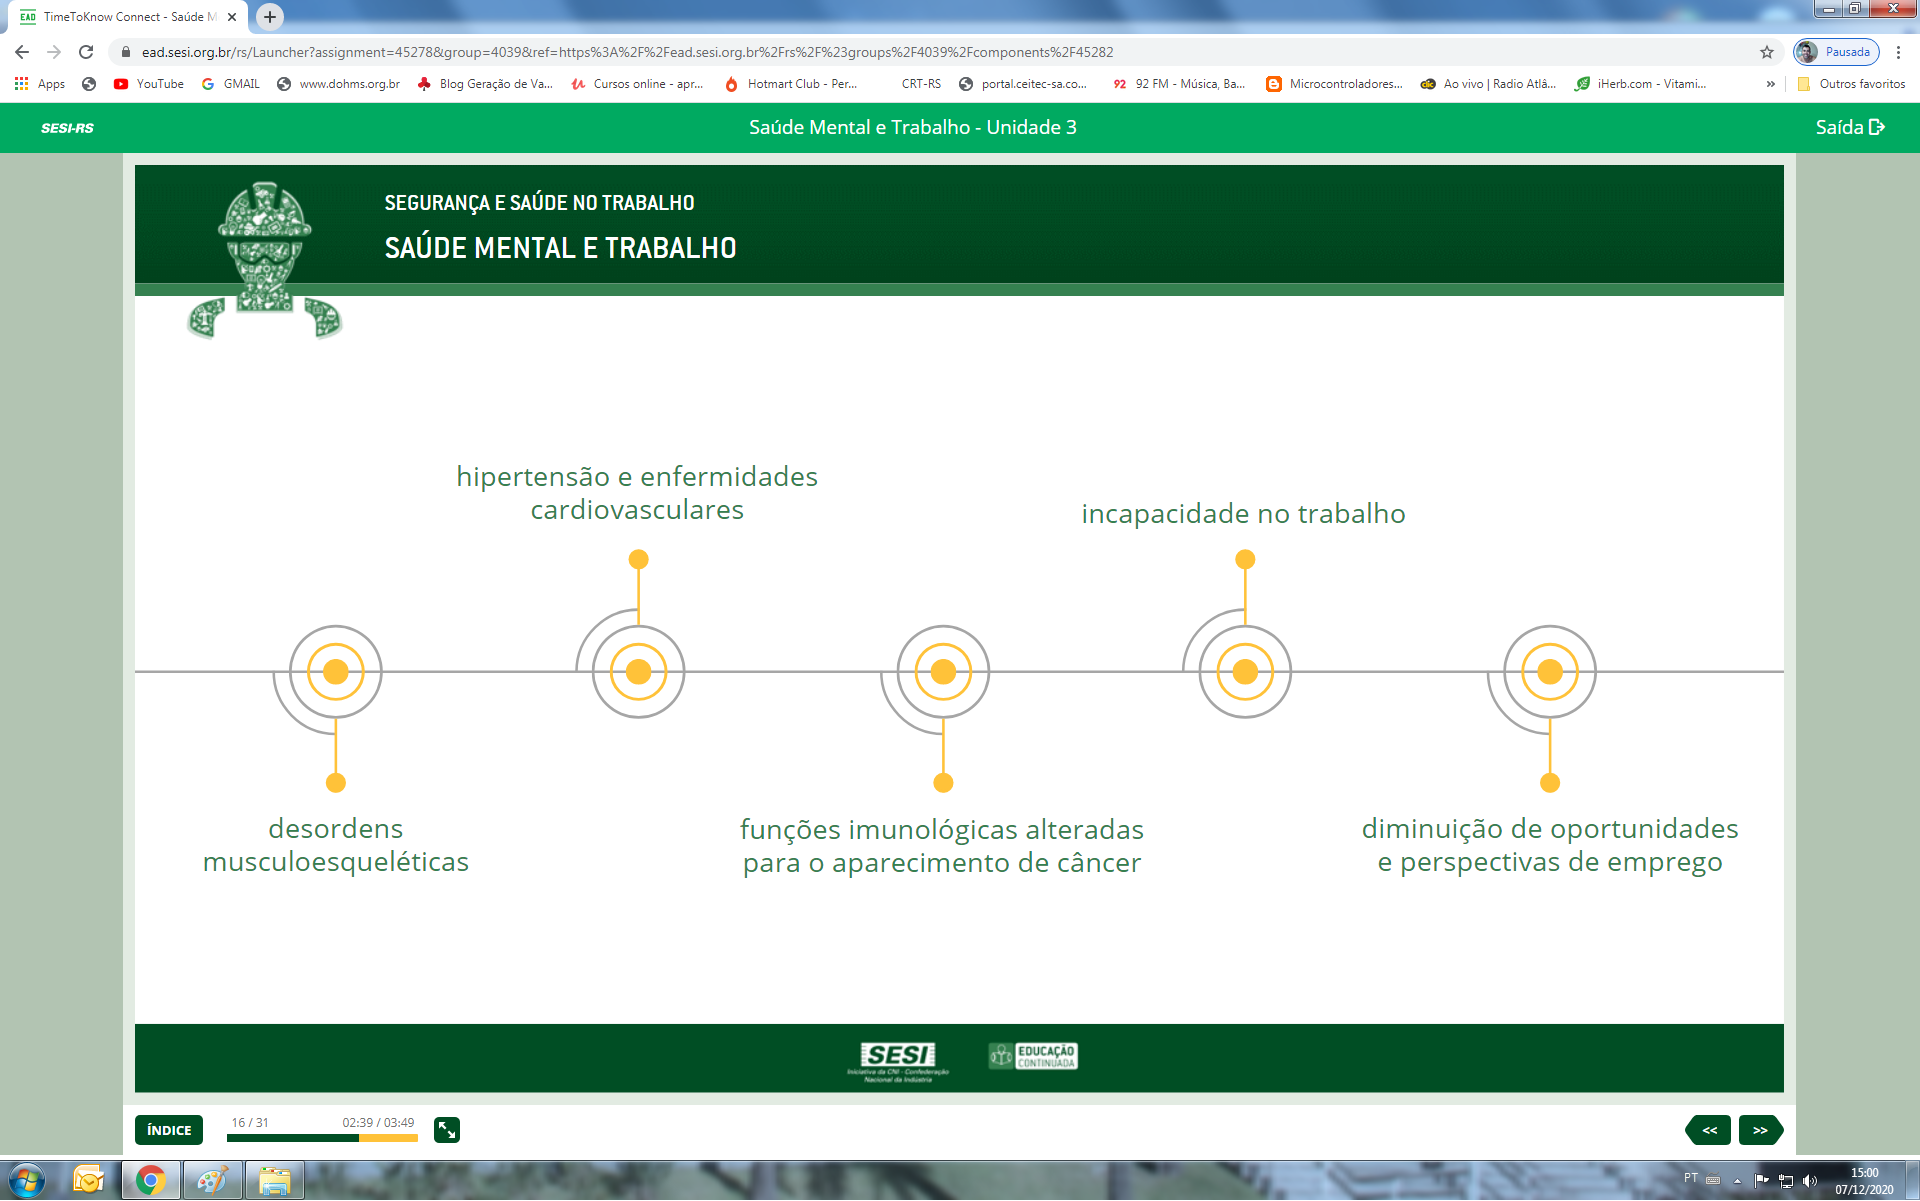 EAD TimeToKnow Connect - Saúde M
ead.sesi.org.br/rs/Launcher?assignment=45278&group=4039&ref=https%3A%2F%2Fead.sesi.org.br%2Frs%2F%23groups%2F4039%2Fcomponents%2F45282
Pausada
Apps
YouTube
GMAIL
www.dohms.org.br
Blog Geração de Va...
Cursos online - apr...
Hotmart Club - Per...
CRT-RS
portal.ceitec-sa.co...
92 92 FM - Música, Ba...
Microcontroladores...
Ao vivo | Radio Atlâ...
iHerb.com - Vitami...
»
Outros favoritos
SESI-RS
Saúde Mental e Trabalho - Unidade 3
Saída
SEGURANÇA E SAÚDE NO TRABALHO
SAÚDE MENTAL E TRABALHO
hipertensão e enfermidades
cardiovasculares
incapacidade no trabalho
desordens
musculoesqueléticas
funções imunológicas alteradas
para o aparecimento de câncer
diminuição de oportunidades
e perspectivas de emprego
SESI
Iniciativa da CNI - Confederação
Nacional da Indústria
EDUCAÇÃO
CONTINUADA
ÍNDICE
16 / 31
02:39 / 03:49
<<
>>
PT
15:00
07/12/2020